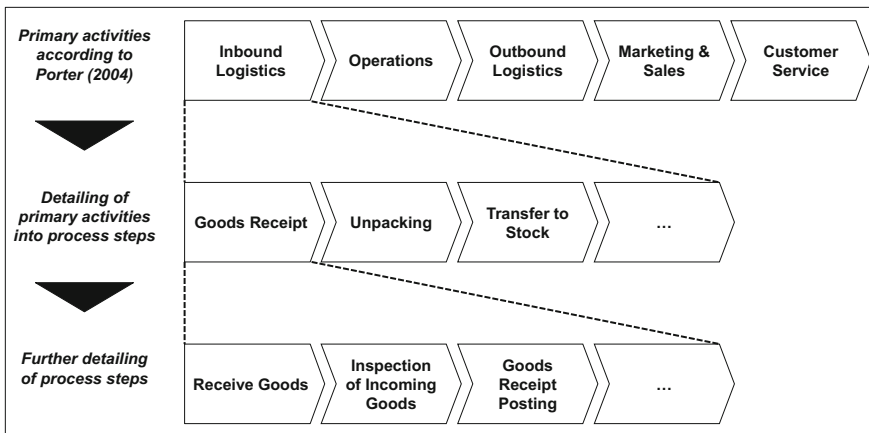 Primary activities
according to
Porter (2004)
Inbound
Logistics
Operations
Outbound
Logistics
Marketing &
Sales
Customer
Service
Detailing of
primary activities
into process steps
Goods Receipt
Unpacking
Transfer to
Stock
...
Further detailing
of process steps
Receive Goods
Inspection
of Incoming
Goods
Goods
Receipt
Posting
...